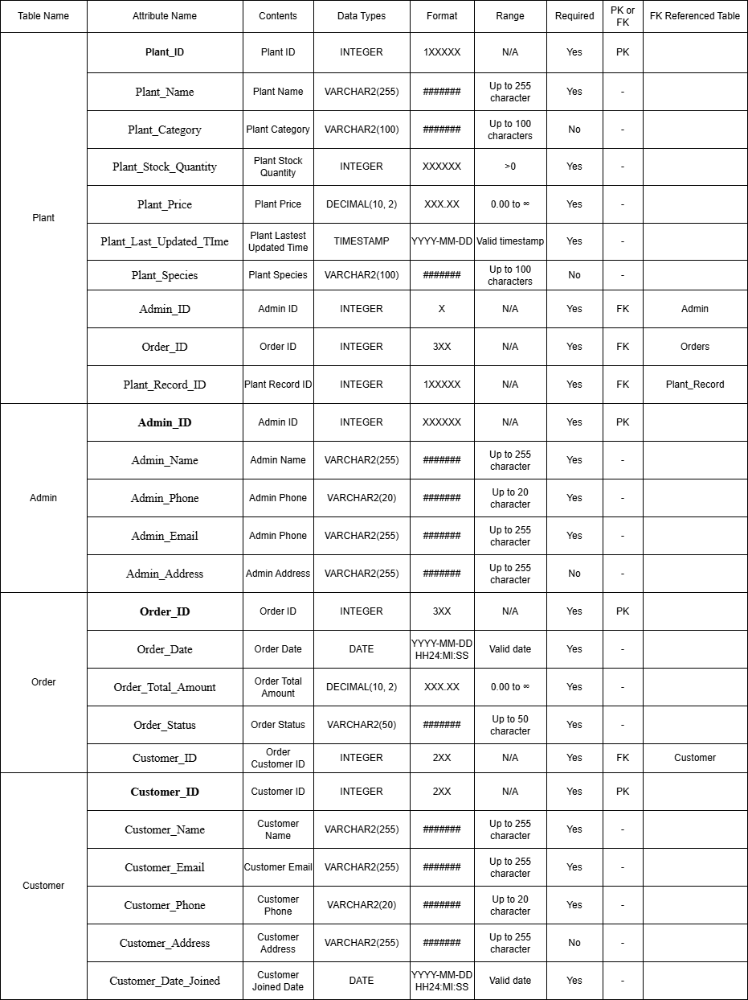 Table Name Attribute Name Contents Data Types Format Range Required PK or FK FK Referenced Table
Plant
Plant_ID Plant ID INTEGER 1XXXXX N/A Yes PK
Plant_Name Plant Name VARCHAR2(255) ####### Up to 255 character Yes -
Plant_Category Plant Category VARCHAR2(100) ####### Up to 100 characters No -
Plant_Stock_Quantity Plant Stock Quantity INTEGER XXXXXX >0 Yes -
Plant_Price Plant Price DECIMAL(10, 2) XXX.XX 0.00 to ∞ Yes -
Plant_Last_Updated_TIme Plant Lastest Updated Time TIMESTAMP YYYY-MM-DD Valid timestamp Yes -
Plant_Species Plant Species VARCHAR2(100) ####### Up to 100 characters No -
Admin_ID Admin ID INTEGER X N/A Yes FK Admin
Order_ID Order ID INTEGER 3XX N/A Yes FK Orders
Plant_Record_ID Plant Record ID INTEGER 1XXXXX N/A Yes FK Plant_Record
Admin
Admin_ID Admin ID INTEGER XXXXXX N/A Yes PK
Admin_Name Admin Name VARCHAR2(255) ####### Up to 255 character Yes -
Admin_Phone Admin Phone VARCHAR2(20) ####### Up to 20 character Yes -
Admin_Email Admin Phone VARCHAR2(255) ####### Up to 255 character Yes -
Admin_Address Admin Address VARCHAR2(255) ####### Up to 255 character No -
Order
Order_ID Order ID INTEGER 3XX N/A Yes PK
Order_Date Order Date DATE YYYY-MM-DD HH24:MI:SS Valid date Yes -
Order_Total_Amount Order Total Amount DECIMAL(10, 2) XXX.XX 0.00 to ∞ Yes -
Order_Status Order Status VARCHAR2(50) ####### Up to 50 character Yes -
Customer_ID Order Customer ID INTEGER 2XX N/A Yes FK Customer
Customer
Customer_ID Customer ID INTEGER 2XX N/A Yes PK
Customer_Name Customer Name VARCHAR2(255) ####### Up to 255 character Yes -
Customer_Email Customer Email VARCHAR2(255) ####### Up to 255 character Yes -
Customer_Phone Customer Phone VARCHAR2(20) ####### Up to 20 character Yes -
Customer_Address Customer Address VARCHAR2(255) ####### Up to 255 character No -
Customer_Date_Joined Customer Joined Date DATE YYYY-MM-DD HH24:MI:SS Valid date Yes -